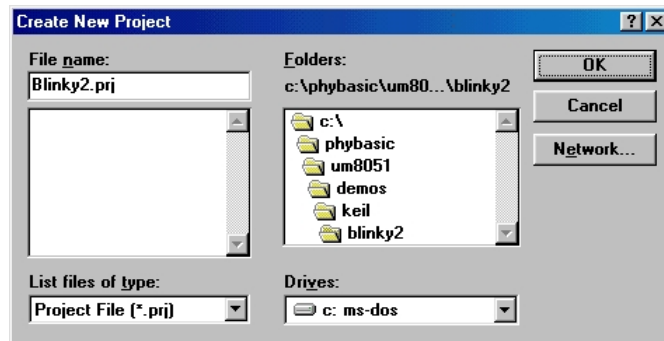 Create New Project
File name:
Blinky2.prj
List files of type:
Project File (*.prj)
Folders:
c:\phybasic\um80...\blinky2
c:\
phybasic
um8051
demos
keil
blinky2
Drives:
c: ms-dos
OK
Cancel
Network...